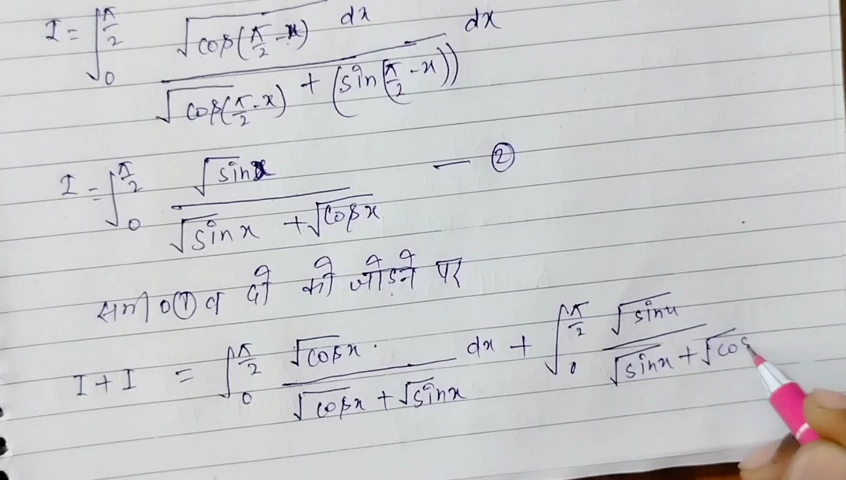 I = ∫₀^{π/2} √cos(π/2 - x) dx / √cos(π/2 - x) + (sin(π/2 - x)) dx
I = ∫₀^{π/2} √sinx / √sinx + √cosx — ②
समी० ① व दो को जोडने पर
I + I = ∫₀^{π/2} √cosx / √cosx + √sinx dx + ∫₀^{π/2} √sinx / √sinx + √cos